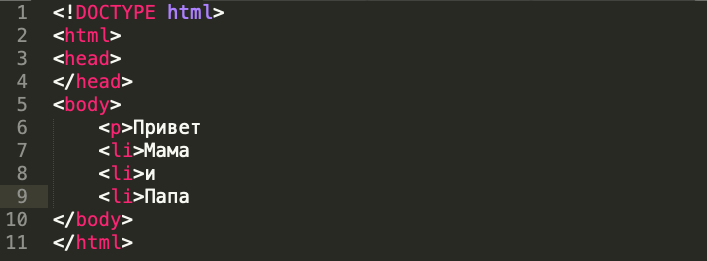 1 <!DOCTYPE html>
2 <html>
3 <head>
4 </head>
5 <body>
6     <p>Привет
7     <li>Мама
8     <li>и
9     <li>Папа
10 </body>
11 </html>